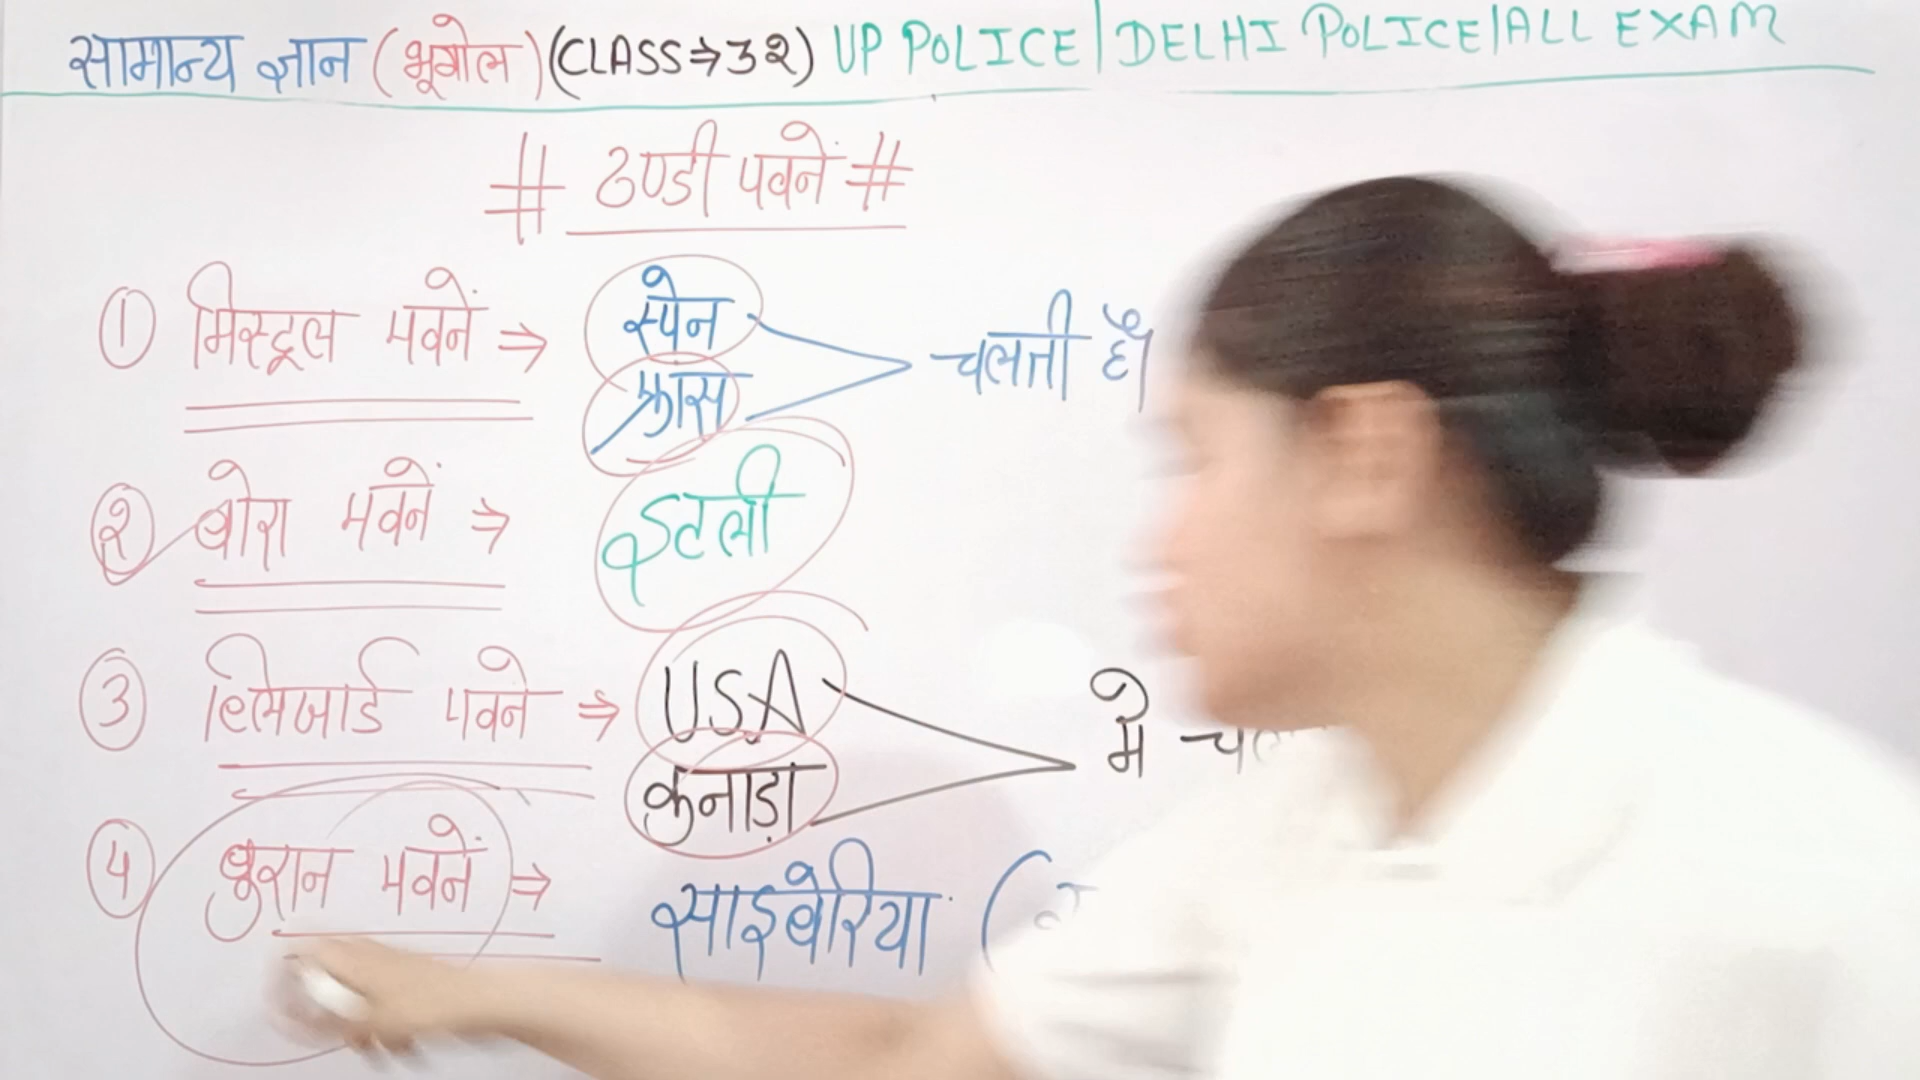 सामान्य ज्ञान (भूगोल) (CLASS⇒32) UP POLICE|DELHI POLICE|ALL EXAM
# ठण्डी पवनें #
① मिस्ट्रल पवनें ⇒ स्पेन
फ्रांस
चलती हैं
② बोरा पवनें ⇒ इटली
③ ब्लिजार्ड पवने ⇒ USA
कनाड़ा
मे
④ बुरान पवनें ⇒ साइबेरिया (